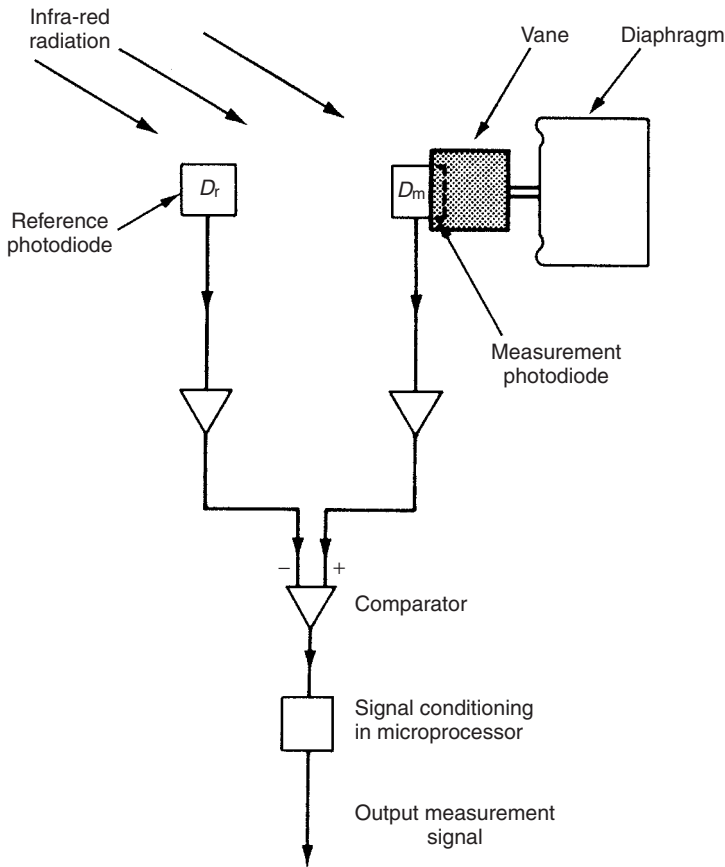 Infra-red
radiation
Vane
Diaphragm
Dr
Dm
Reference
photodiode
Measurement
photodiode
− +
Comparator
Signal conditioning
in microprocessor
Output measurement
signal